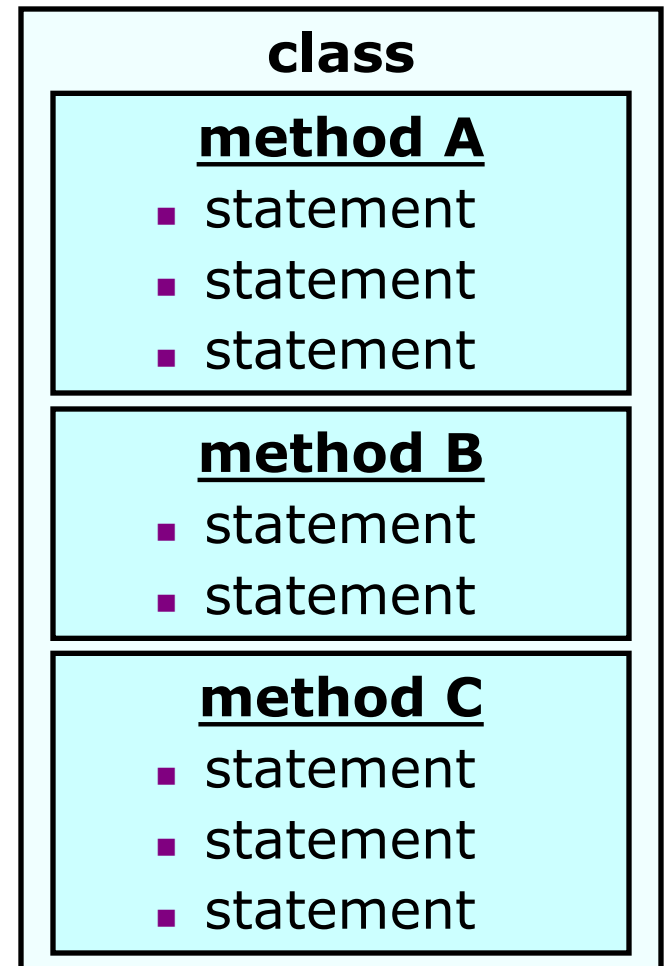 class
method A
statement
statement
statement
method B
statement
statement
method C
statement
statement
statement